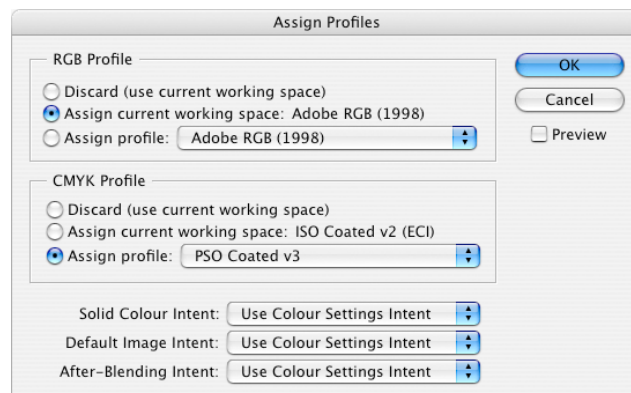 Assign Profiles
RGB Profile
Discard (use current working space)
Assign current working space: Adobe RGB (1998)
Assign profile: Adobe RGB (1998)
OK
Cancel
Preview
CMYK Profile
Discard (use current working space)
Assign current working space: ISO Coated v2 (ECI)
Assign profile: PSO Coated v3
Solid Colour Intent: Use Colour Settings Intent
Default Image Intent: Use Colour Settings Intent
After-Blending Intent: Use Colour Settings Intent